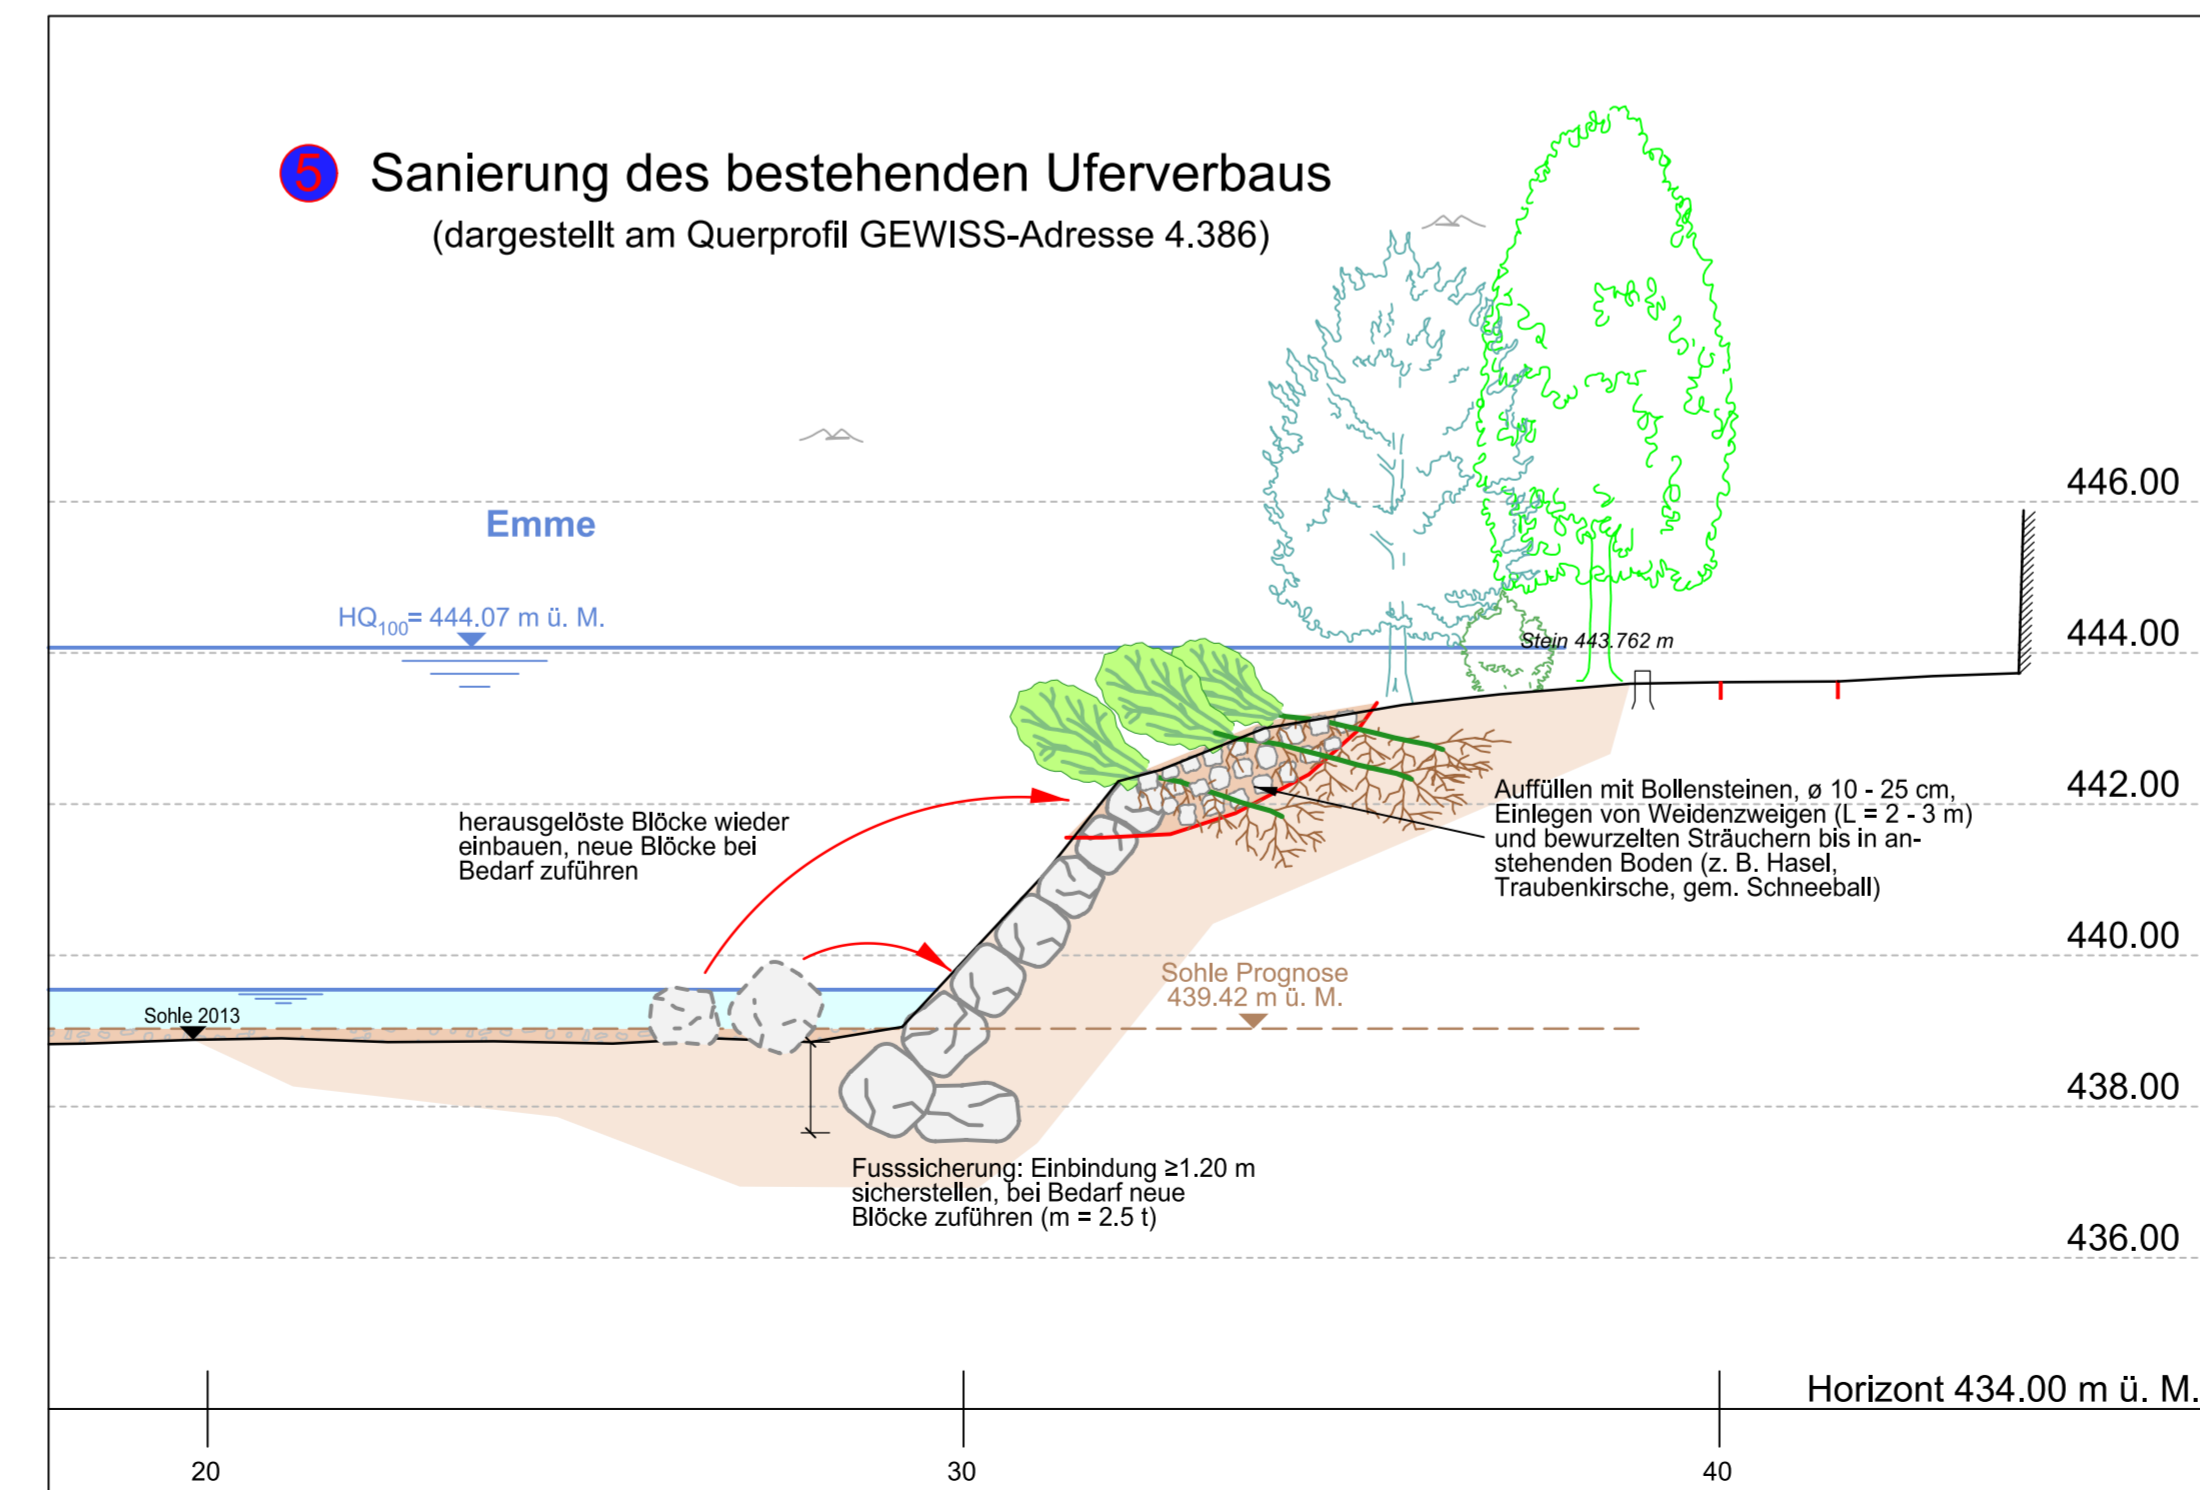 5 Sanierung des bestehenden Uferverbaus
(dargestellt am Querprofil GEWISS-Adresse 4.386)
446.00
Emme
HQ100= 444.07 m ü. M.
444.00
Stein 443.762 m
442.00
herausgelöste Blöcke wieder
einbauen, neue Blöcke bei
Bedarf zuführen
Auffüllen mit Bollensteinen, ø 10 - 25 cm,
Einlegen von Weidenzweigen (L = 2 - 3 m)
und bewurzelten Sträuchern bis in an-
stehenden Boden (z. B. Hasel,
Traubenkirsche, gem. Schneeball)
440.00
Sohle Prognose
439.42 m ü. M.
Sohle 2013
438.00
Fusssicherung: Einbindung ≥1.20 m
sicherstellen, bei Bedarf neue
Blöcke zuführen (m = 2.5 t)
436.00
Horizont 434.00 m ü. M.
20
30
40